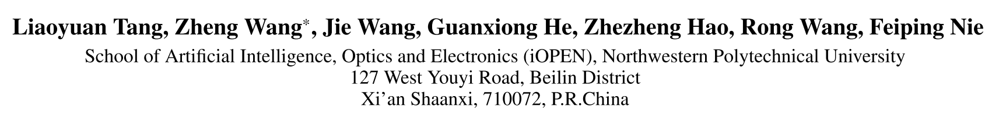 Liaoyuan Tang, Zheng Wang*, Jie Wang, Guanxiong He, Zhezheng Hao, Rong Wang, Feiping Nie
School of Artificial Intelligence, Optics and Electronics (iOPEN), Northwestern Polytechnical University
127 West Youyi Road, Beilin District
Xi’an Shaanxi, 710072, P.R.China